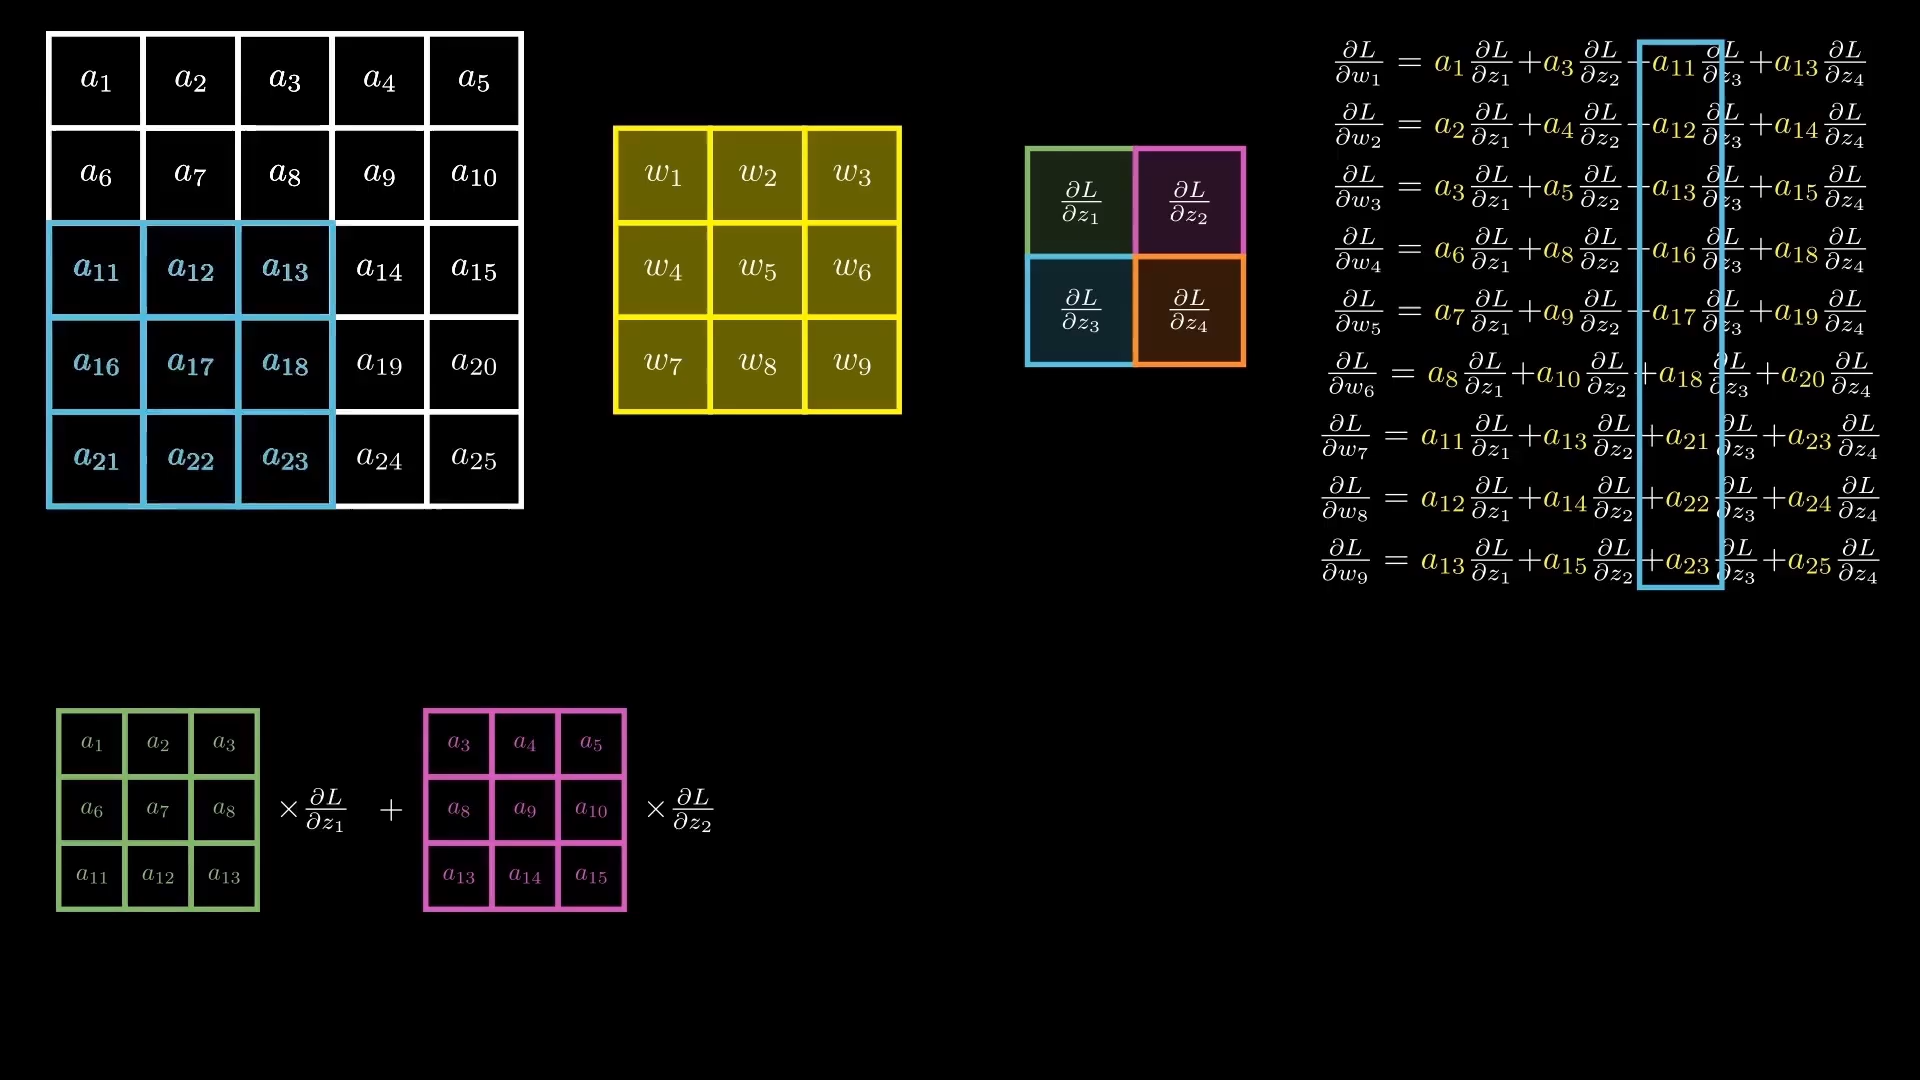 a₁ a₂ a₃ a₄ a₅
a₆ a₇ a₈ a₉ a₁₀
a₁₁ a₁₂ a₁₃ a₁₄ a₁₅
a₁₆ a₁₇ a₁₈ a₁₉ a₂₀
a₂₁ a₂₂ a₂₃ a₂₄ a₂₅
w₁ w₂ w₃
w₄ w₅ w₆
w₇ w₈ w₉
∂L/∂z₁ ∂L/∂z₂
∂L/∂z₃ ∂L/∂z₄
∂L/∂w₁ = a₁ ∂L/∂z₁ + a₃ ∂L/∂z₂ + a₁₁ ∂L/∂z₃ + a₁₃ ∂L/∂z₄
∂L/∂w₂ = a₂ ∂L/∂z₁ + a₄ ∂L/∂z₂ + a₁₂ ∂L/∂z₃ + a₁₄ ∂L/∂z₄
∂L/∂w₃ = a₃ ∂L/∂z₁ + a₅ ∂L/∂z₂ + a₁₃ ∂L/∂z₃ + a₁₅ ∂L/∂z₄
∂L/∂w₄ = a₆ ∂L/∂z₁ + a₈ ∂L/∂z₂ + a₁₆ ∂L/∂z₃ + a₁₈ ∂L/∂z₄
∂L/∂w₅ = a₇ ∂L/∂z₁ + a₉ ∂L/∂z₂ + a₁₇ ∂L/∂z₃ + a₁₉ ∂L/∂z₄
∂L/∂w₆ = a₈ ∂L/∂z₁ + a₁₀ ∂L/∂z₂ + a₁₈ ∂L/∂z₃ + a₂₀ ∂L/∂z₄
∂L/∂w₇ = a₁₁ ∂L/∂z₁ + a₁₃ ∂L/∂z₂ + a₂₁ ∂L/∂z₃ + a₂₃ ∂L/∂z₄
∂L/∂w₈ = a₁₂ ∂L/∂z₁ + a₁₄ ∂L/∂z₂ + a₂₂ ∂L/∂z₃ + a₂₄ ∂L/∂z₄
∂L/∂w₉ = a₁₃ ∂L/∂z₁ + a₁₅ ∂L/∂z₂ + a₂₃ ∂L/∂z₃ + a₂₅ ∂L/∂z₄
a₁ a₂ a₃
a₆ a₇ a₈
a₁₁ a₁₂ a₁₃
× ∂L/∂z₁ +
a₃ a₄ a₅
a₈ a₉ a₁₀
a₁₃ a₁₄ a₁₅
× ∂L/∂z₂